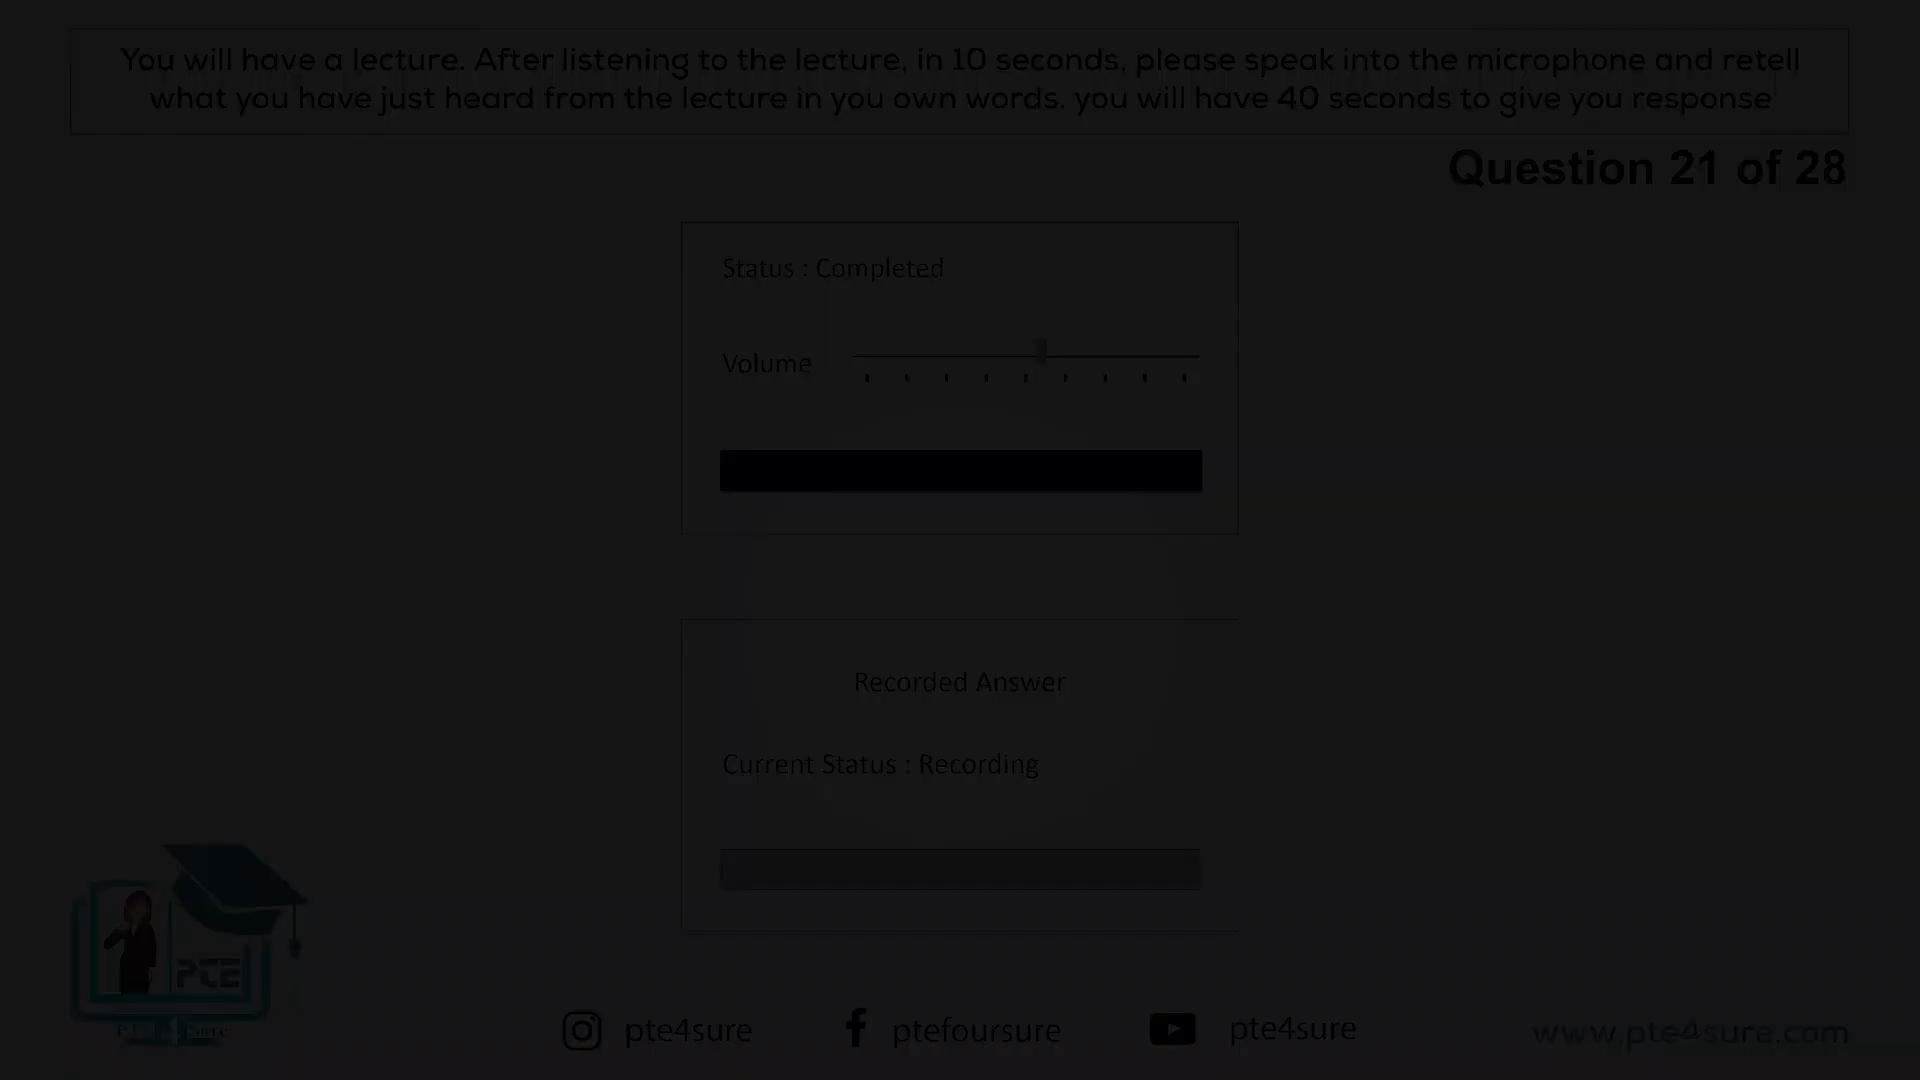 You will have a lecture. After listening to the lecture, in 10 seconds, please speak into the microphone and retell
what you have just heard from the lecture in you own words. you will have 40 seconds to give you response
Question 21 of 28
Status : Completed
Volume
Recorded Answer
Current Status : Recording
PTE
pte4sure
ptefoursure
pte4sure
www.pte4sure.com